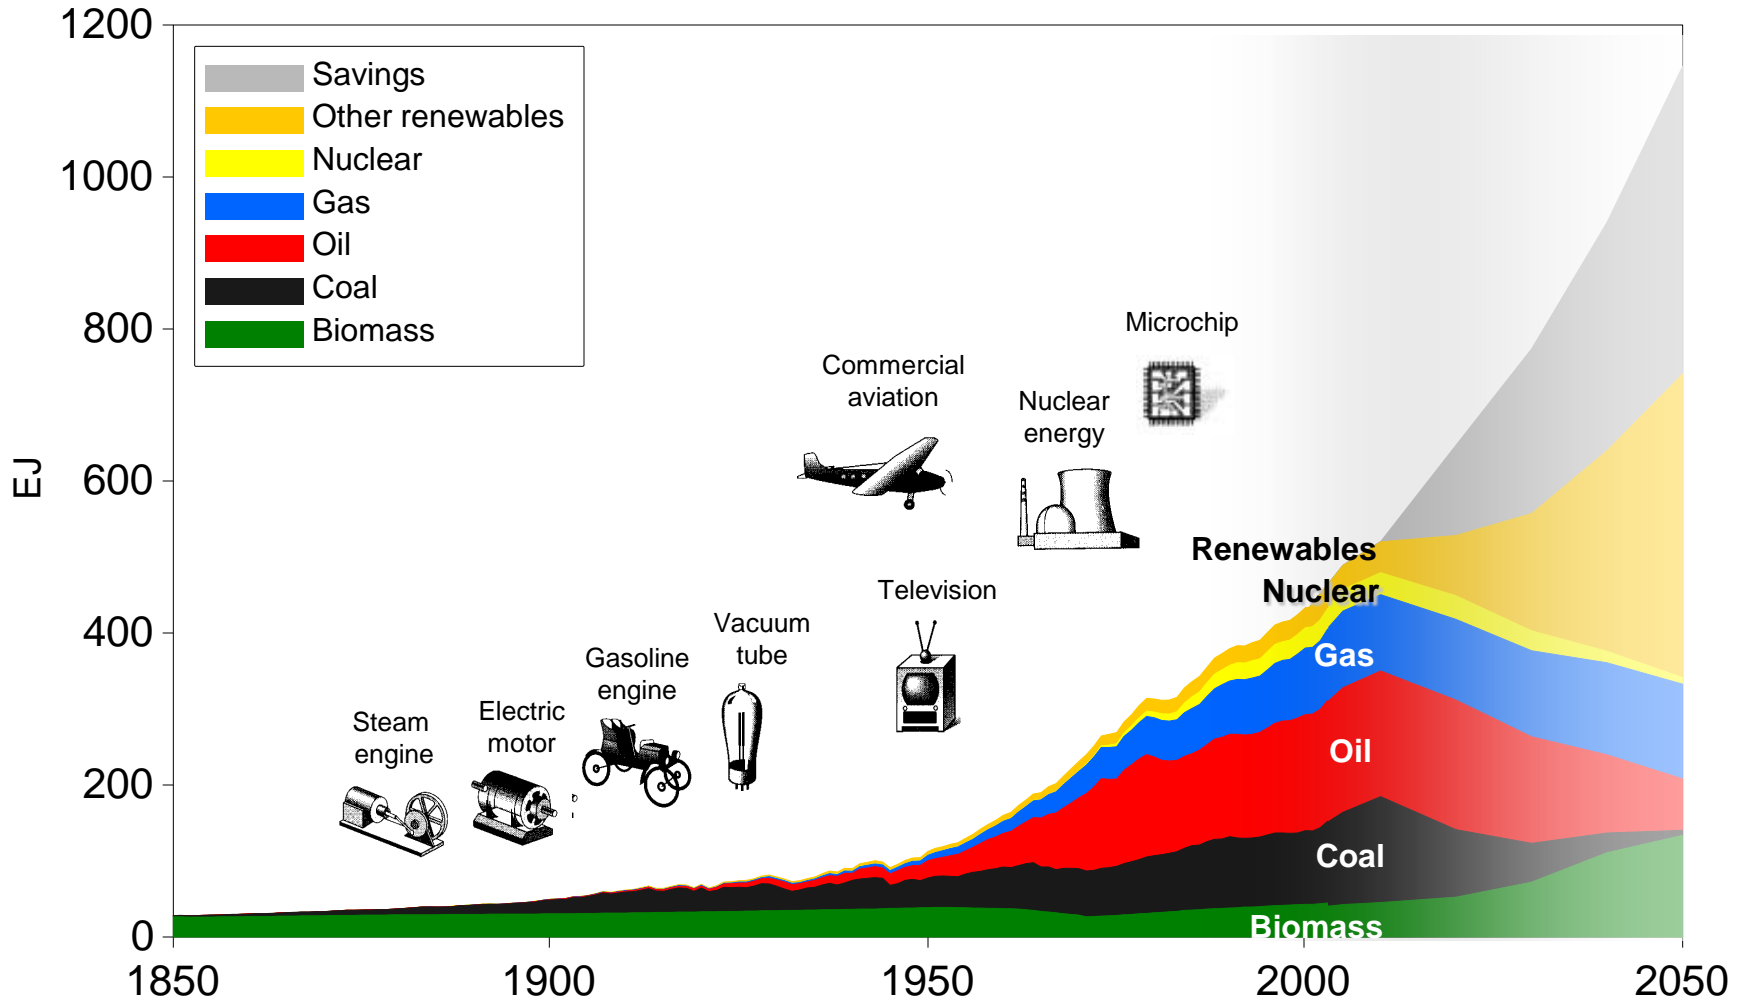 1200
1000
800
600
400
200
0
EJ
Savings
Other renewables
Nuclear
Gas
Oil
Coal
Biomass
Microchip
Commercial
aviation
Nuclear
energy
Television
Vacuum
tube
Gasoline
engine
Electric
motor
Steam
engine
Renewables
Nuclear
Gas
Oil
Coal
Biomass
1850
1900
1950
2000
2050